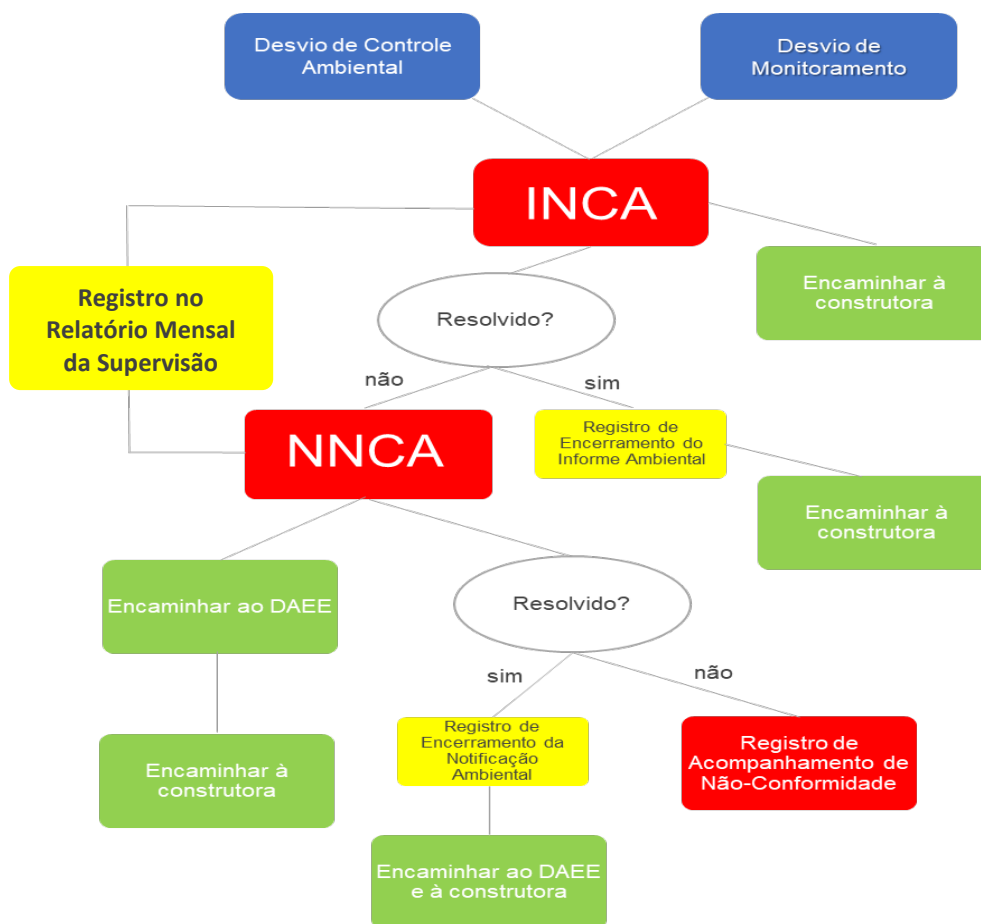 Desvio de Controle
Ambiental
Desvio de
Monitoramento
INCA
Registro no
Relatório Mensal
da Supervisão
Encaminhar à
construtora
Resolvido?
não
sim
NNCA
Registro de
Encerramento do
Informe Ambiental
Encaminhar à
construtora
Encaminhar ao DAEE
Resolvido?
sim
não
Encaminhar à
construtora
Registro de
Encerramento da
Notificação
Ambiental
Registro de
Acompanhamento de
Não-Conformidade
Encaminhar ao DAEE
e à construtora